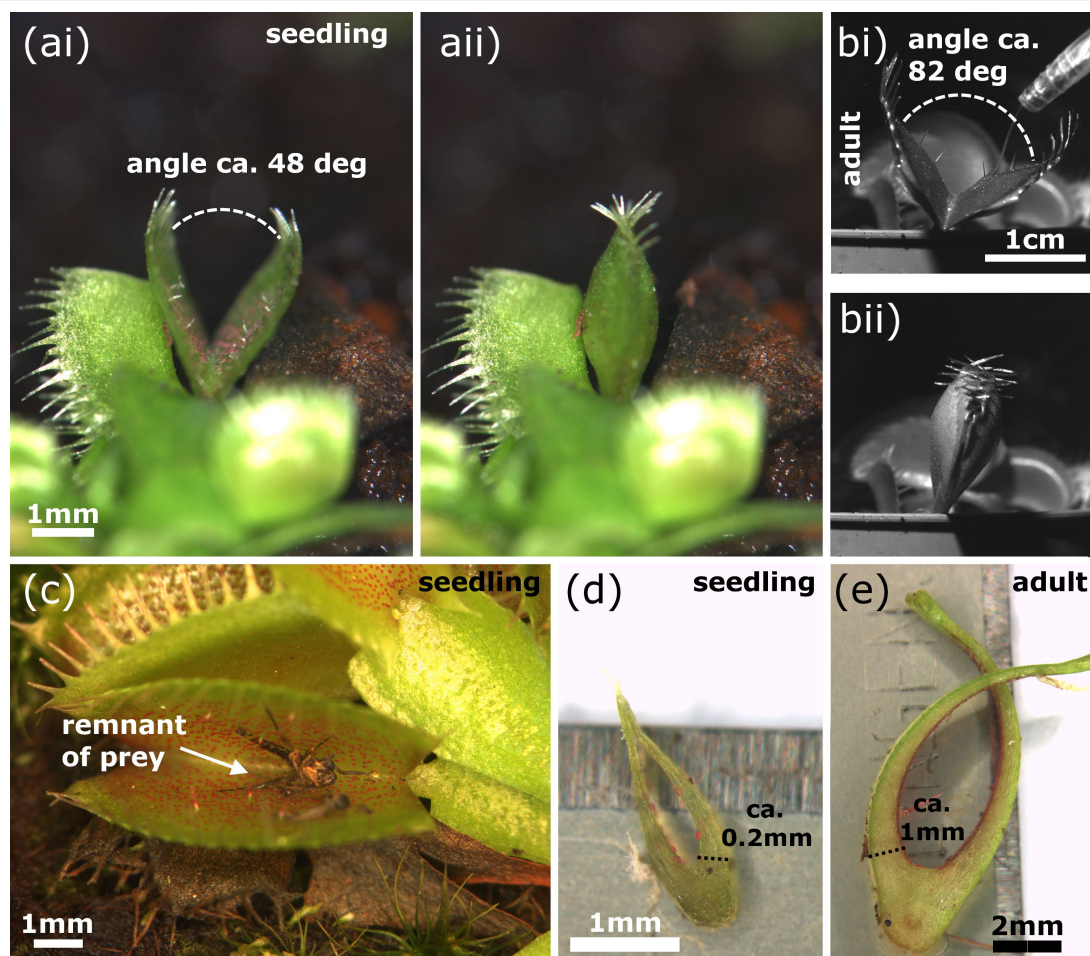 (ai)
seedling
angle ca. 48 deg
1mm
aii)
bi)
angle ca.
82 deg
adult
1cm
bii)
(c)
seedling
remnant
of prey
1mm
(d)
seedling
ca.
0.2mm
1mm
(e)
adult
ca.
1mm
2mm